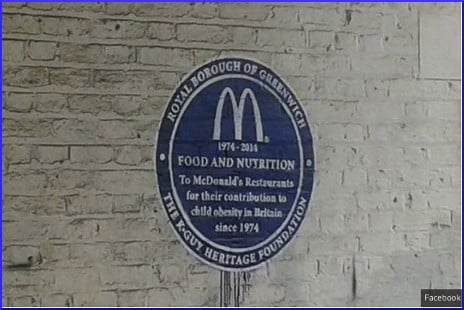 ROYAL BOROUGH OF GREENWICH
M
1974 - 2014
FOOD AND NUTRITION
To McDonald's Restaurants
for their contribution to
child obesity in Britain
since 1974
THE K-GUY HERITAGE FOUNDATION
Facebook